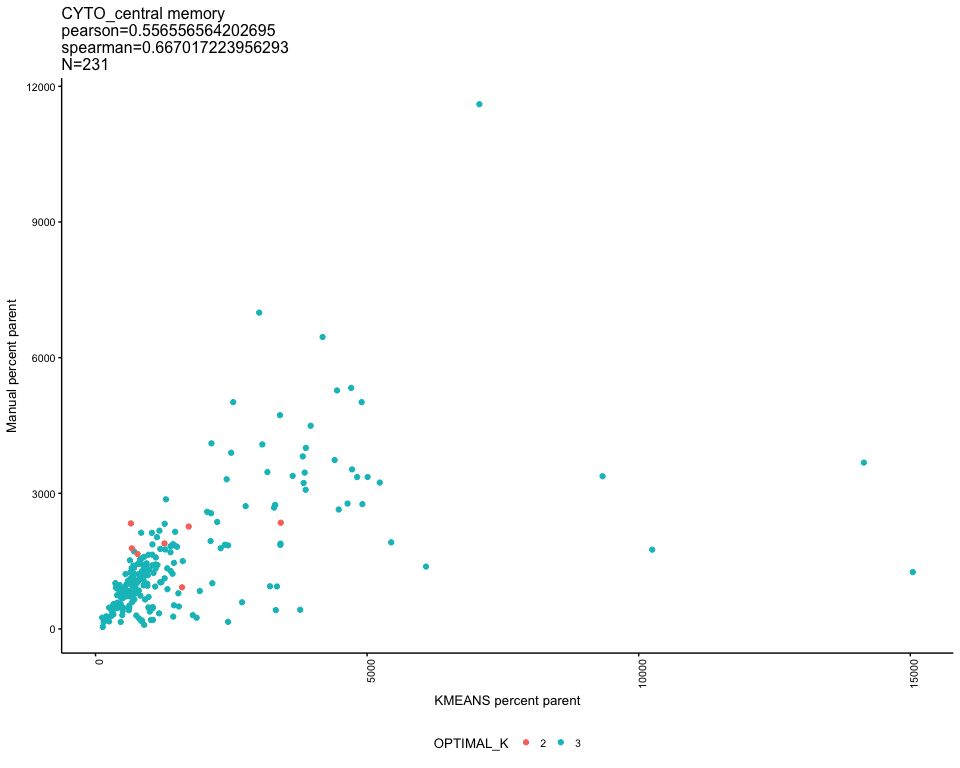 CYTO_central memory
pearson=0.556556564202695
spearman=0.667017223956293
N=231
12000
9000
6000
3000
0
Manual percent parent
0
5000
10000
15000
KMEANS percent parent
OPTIMAL_K 2 3